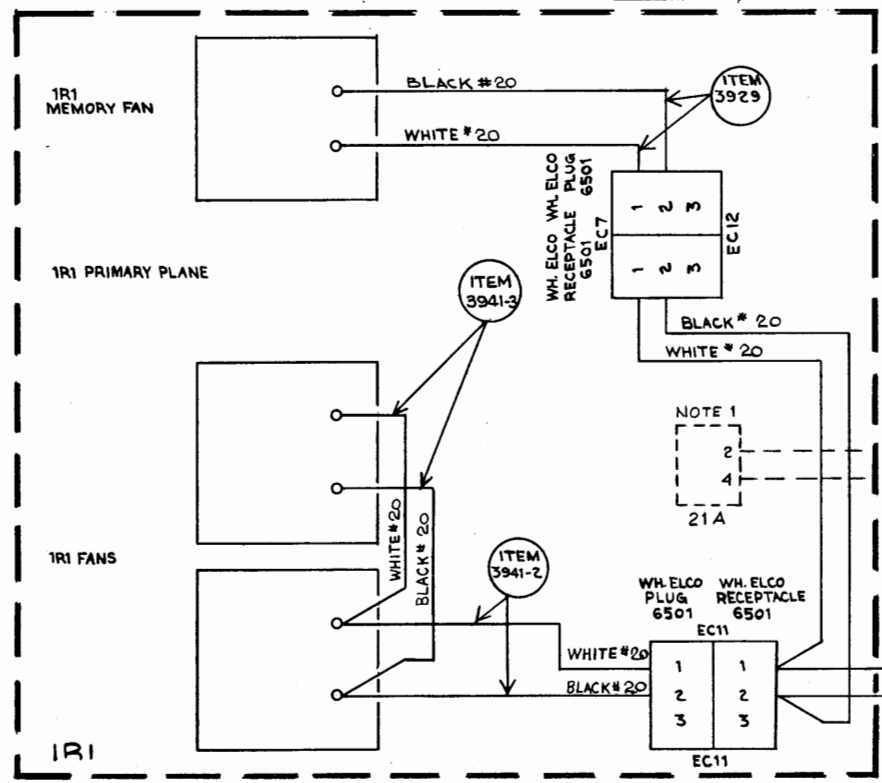 1R1
MEMORY FAN
BLACK #20
WHITE #20
ITEM
3929
WH. ELCO
PLUG
6501
WH. ELCO
RECEPTACLE
6501
EC7
1 2 3
1 2 3
EC12
1R1 PRIMARY PLANE
ITEM
3941-3
BLACK # 20
WHITE # 20
NOTE 1
2
4
21A
WHITE #20
BLACK # 20
1R1 FANS
ITEM
3941-2
WH. ELCO
PLUG
6501
WH. ELCO
RECEPTACLE
6501
EC11
WHITE #20
BLACK #20
1 1
2 2
3 3
EC11
1R1